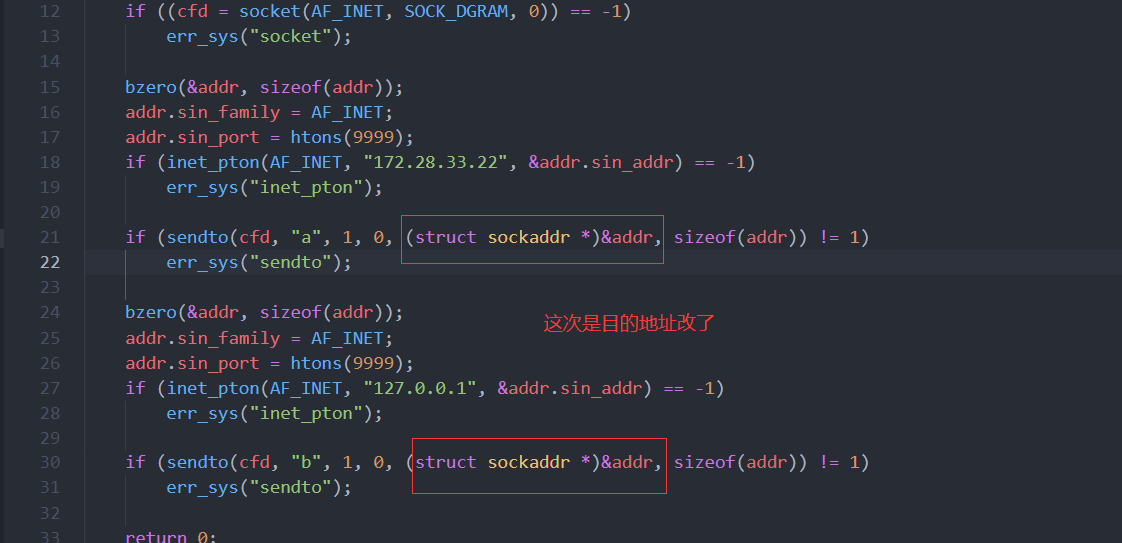 12 if ((cfd = socket(AF_INET, SOCK_DGRAM, 0)) == -1)
13 err_sys("socket");
14
15 bzero(&addr, sizeof(addr));
16 addr.sin_family = AF_INET;
17 addr.sin_port = htons(9999);
18 if (inet_pton(AF_INET, "172.28.33.22", &addr.sin_addr) == -1)
19 err_sys("inet_pton");
20
21 if (sendto(cfd, "a", 1, 0, (struct sockaddr *)&addr, sizeof(addr)) != 1)
22 err_sys("sendto");
23
24 bzero(&addr, sizeof(addr));
这次是目的地址改了
25 addr.sin_family = AF_INET;
26 addr.sin_port = htons(9999);
27 if (inet_pton(AF_INET, "127.0.0.1", &addr.sin_addr) == -1)
28 err_sys("inet_pton");
29
30 if (sendto(cfd, "b", 1, 0, (struct sockaddr *)&addr, sizeof(addr)) != 1)
31 err_sys("sendto");
32
33 return 0;